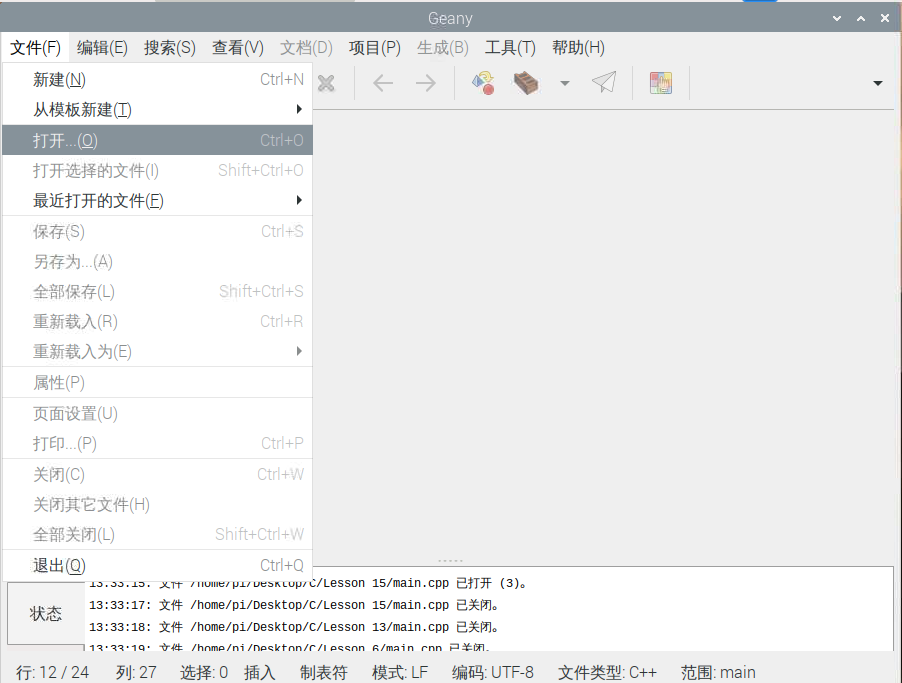 Geany
文件(F) 编辑(E) 搜索(S) 查看(V) 文档(D) 项目(P) 生成(B) 工具(T) 帮助(H)
新建(N) Ctrl+N
从模板新建(T)
打开...(O) Ctrl+O
打开选择的文件(I) Shift+Ctrl+O
最近打开的文件(F)
保存(S) Ctrl+S
另存为...(A)
全部保存(L) Shift+Ctrl+S
重新载入(R) Ctrl+R
重新载入为(E)
属性(P)
页面设置(U)
打印...(P) Ctrl+P
关闭(C) Ctrl+W
关闭其它文件(H)
全部关闭(L) Shift+Ctrl+W
退出(Q) Ctrl+Q
状态
13:33:15: 文件 /home/pi/Desktop/C/Lesson 15/main.cpp 已打开 (3)。
13:33:17: 文件 /home/pi/Desktop/C/Lesson 15/main.cpp 已关闭。
13:33:18: 文件 /home/pi/Desktop/C/Lesson 13/main.cpp 已关闭。
13:33:19: 文件 /home/pi/Desktop/C/Lesson 6/main.cpp 已关闭。
行: 12 / 24 列: 27 选择: 0 插入 制表符 模式: LF 编码: UTF-8 文件类型: C++ 范围: main